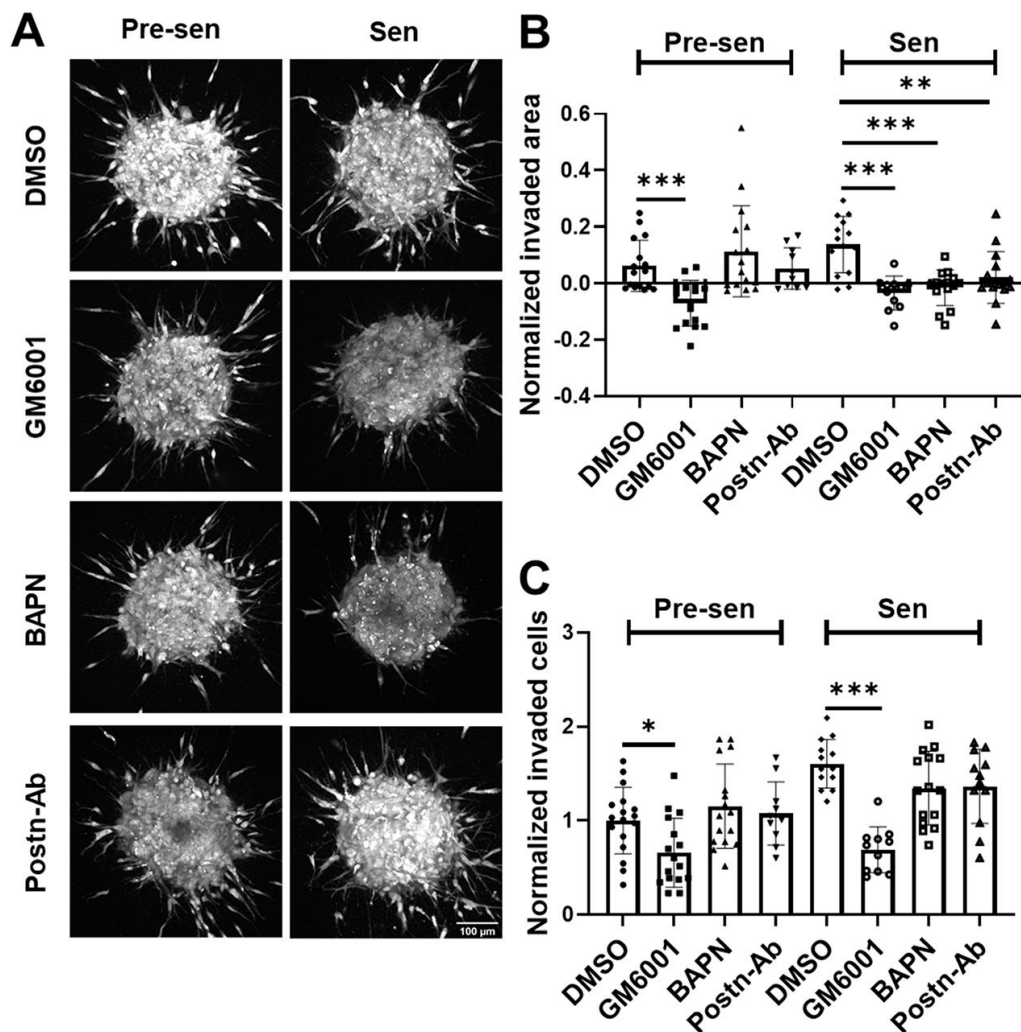 A
Pre-sen
Sen
DMSO
GM6001
BAPN
Postn-Ab
100 µm
B
Pre-sen
Sen
**
***
***
***
Normalized invaded area
0.6
0.4
0.2
0.0
-0.2
-0.4
DMSO
GM6001
BAPN
Postn-Ab
DMSO
GM6001
BAPN
Postn-Ab
C
Pre-sen
Sen
*
***
Normalized invaded cells
3
2
1
0
DMSO
GM6001
BAPN
Postn-Ab
DMSO
GM6001
BAPN
Postn-Ab